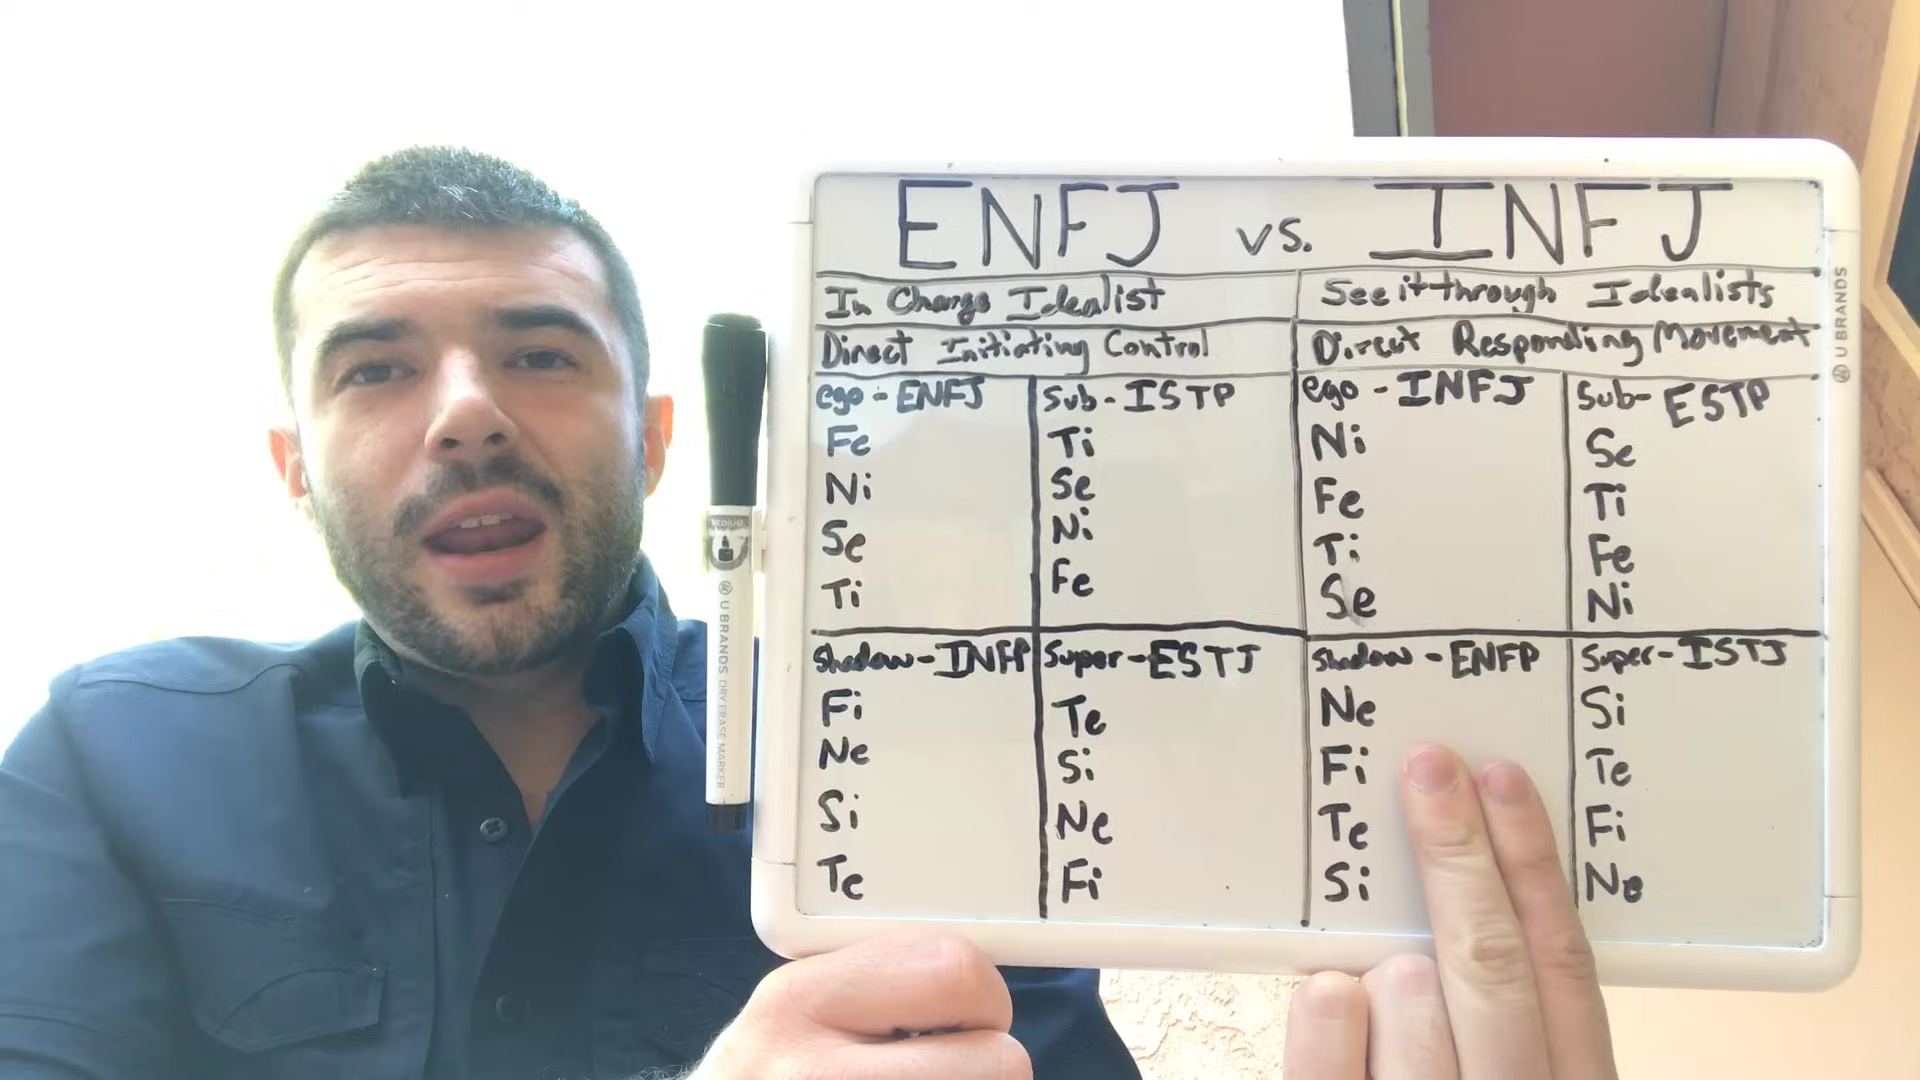 ENFJ vs. INFJ
In Charge Idealist
See it through Idealists
Direct Initiating Control
Direct Responding Movement
ego - ENFJ
Fe
Ni
Se
Ti
Sub - ISTP
Ti
Se
Ni
Fe
ego - INFJ
Ni
Fe
Ti
Se
Sub- ESTP
Se
Ti
Fe
Ni
Shadow - INFP
Fi
Ne
Si
Te
Super - ESTJ
Te
Si
Ne
Fi
Shadow - ENFP
Ne
Fi
Te
Si
Super - ISTJ
Si
Te
Fi
Ne
U BRANDS
U BRANDS DRY ERASE MARKER